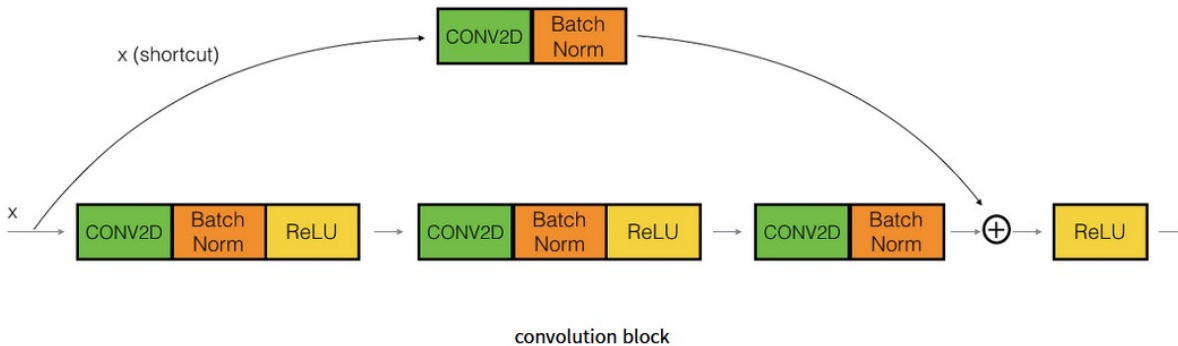 x (shortcut)
CONV2D
Batch
Norm
x
CONV2D
Batch
Norm
ReLU
CONV2D
Batch
Norm
ReLU
CONV2D
Batch
Norm
ReLU
convolution block